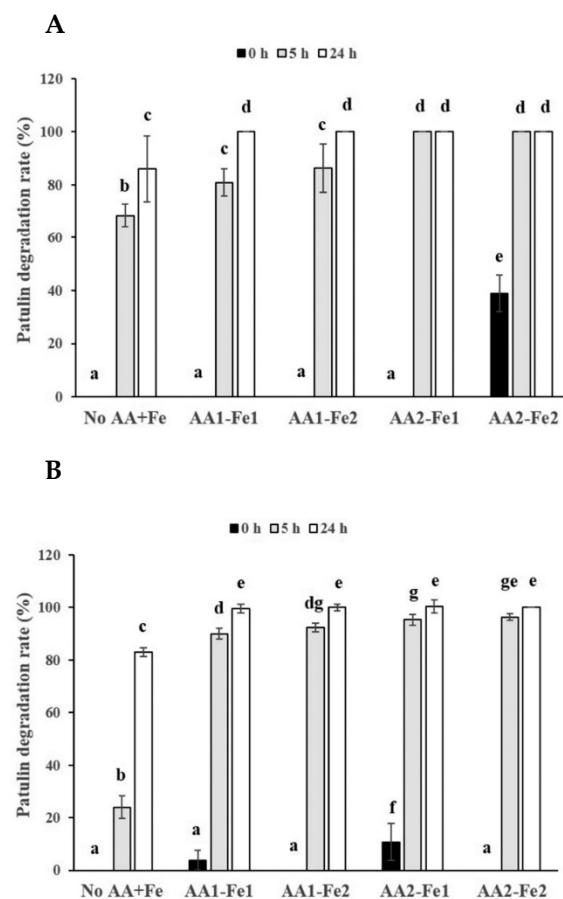 A
■ 0 h ■ 5 h □ 24 h
Patulin degradation rate (%)
120
100
80
60
40
20
0
a b c a c d a c d a d d e d d
No AA+Fe AA1-Fe1 AA1-Fe2 AA2-Fe1 AA2-Fe2
B
■ 0 h ■ 5 h □ 24 h
Patulin degradation rate (%)
120
100
80
60
40
20
0
a b c a d e a dg e f g e a ge e
No AA+Fe AA1-Fe1 AA1-Fe2 AA2-Fe1 AA2-Fe2